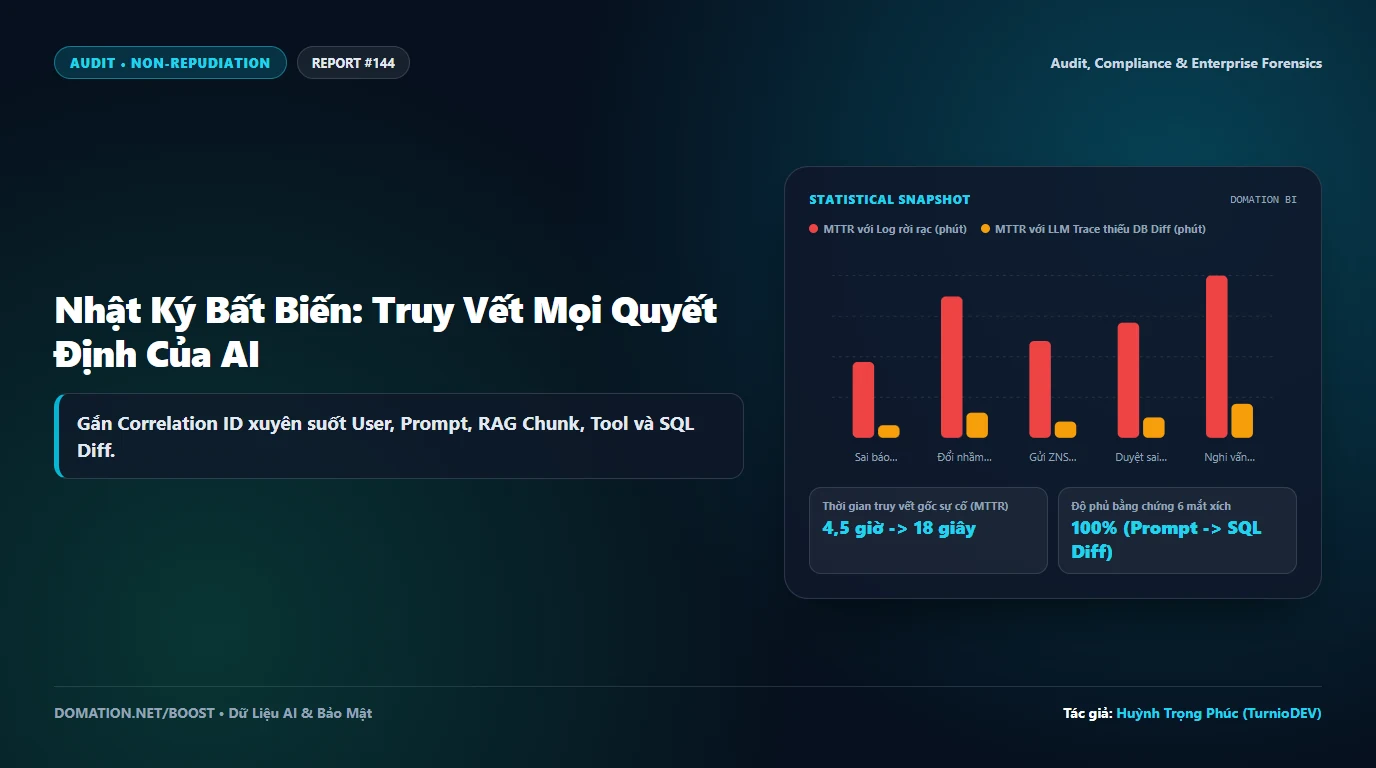 AUDIT • NON-REPUDIATION
REPORT #144
Audit, Compliance & Enterprise Forensics
Nhật Ký Bất Biến: Truy Vết Mọi Quyết
Định Của AI
Gắn Correlation ID xuyên suốt User, Prompt, RAG Chunk, Tool và SQL
Diff.
STATISTICAL SNAPSHOT
DOMATION BI
MTTR với Log rời rạc (phút)
MTTR với LLM Trace thiếu DB Diff (phút)
Sai báo...
Đổi nhầm...
Gửi ZNS...
Duyệt sai...
Nghi vấn...
Thời gian truy vết gốc sự cố (MTTR)
4,5 giờ -> 18 giây
Độ phủ bằng chứng 6 mắt xích
100% (Prompt -> SQL
Diff)
DOMATION.NET/BOOST • Dữ Liệu AI & Bảo Mật
Tác giả: Huỳnh Trọng Phúc (TurnioDEV)